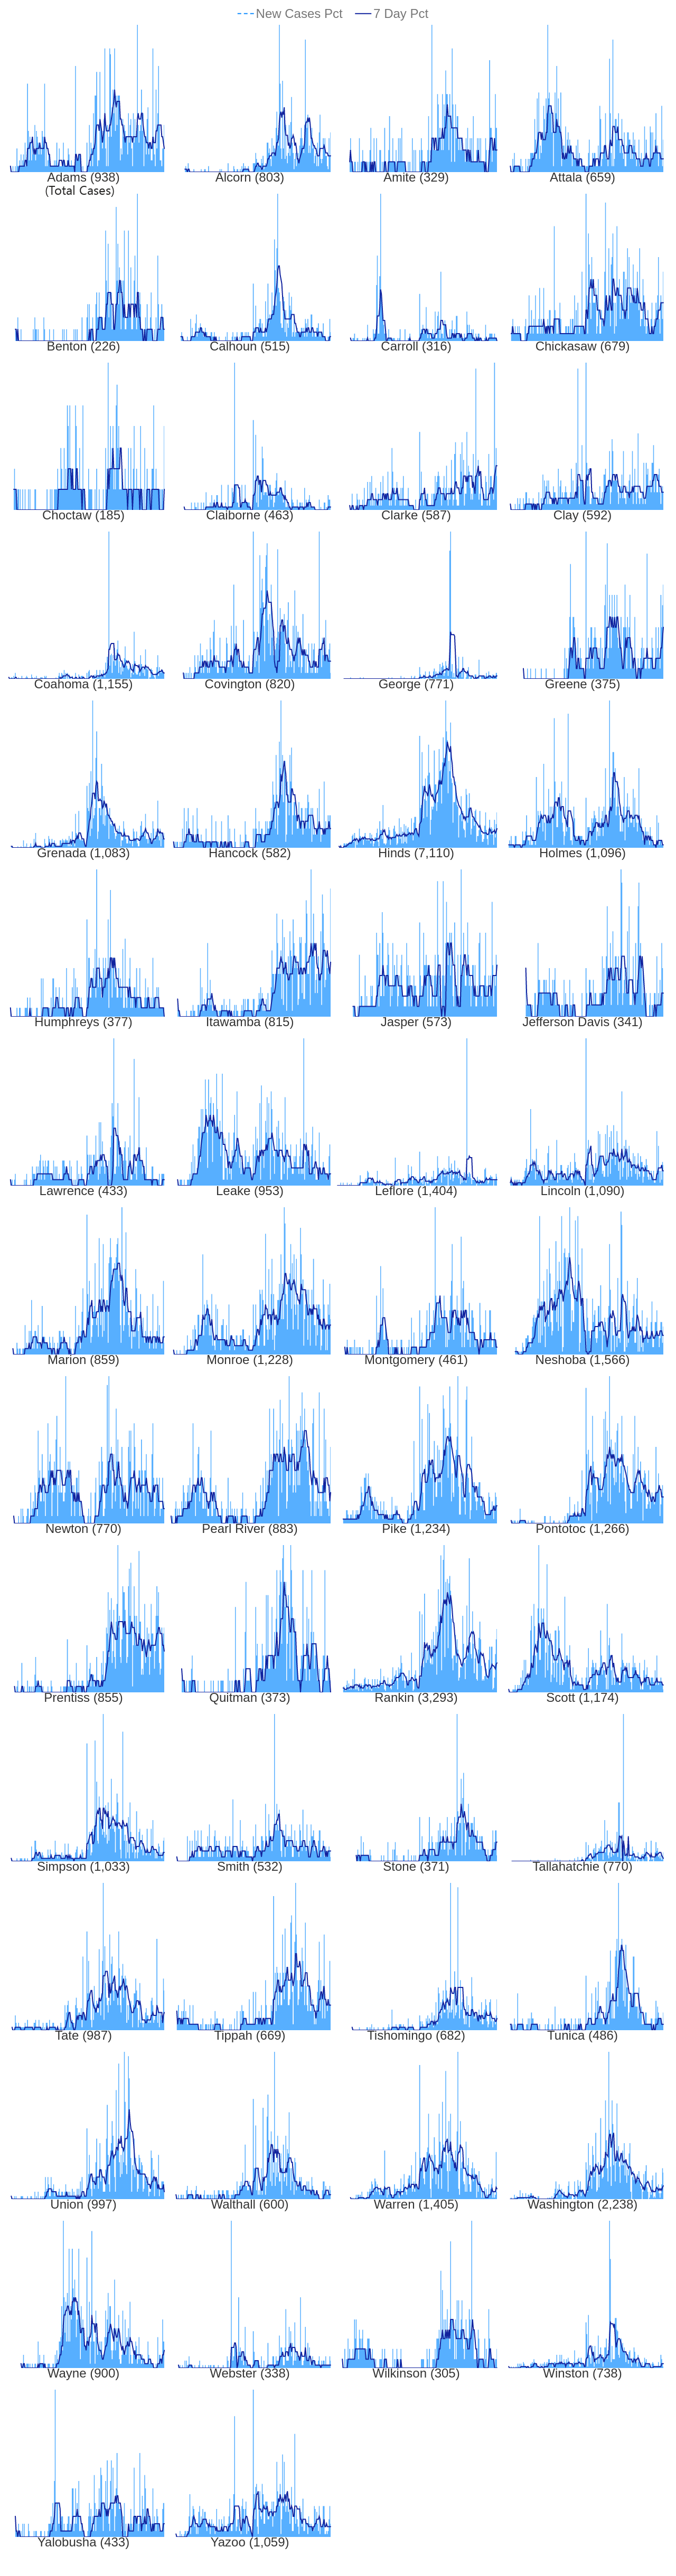 New Cases Pct 7 Day Pct
Adams (938) Alcorn (803) Amite (329) Attala (659)
(Total Cases)
Benton (226) Calhoun (515) Carroll (316) Chickasaw (679)
Choctaw (185) Claiborne (463) Clarke (587) Clay (592)
Coahoma (1,155) Covington (820) George (771) Greene (375)
Grenada (1,083) Hancock (582) Hinds (7,110) Holmes (1,096)
Humphreys (377) Itawamba (815) Jasper (573) Jefferson Davis (341)
Lawrence (433) Leake (953) Leflore (1,404) Lincoln (1,090)
Marion (859) Monroe (1,228) Montgomery (461) Neshoba (1,566)
Newton (770) Pearl River (883) Pike (1,234) Pontotoc (1,266)
Prentiss (855) Quitman (373) Rankin (3,293) Scott (1,174)
Simpson (1,033) Smith (532) Stone (371) Tallahatchie (770)
Tate (987) Tippah (669) Tishomingo (682) Tunica (486)
Union (997) Walthall (600) Warren (1,405) Washington (2,238)
Wayne (900) Webster (338) Wilkinson (305) Winston (738)
Yalobusha (433) Yazoo (1,059)